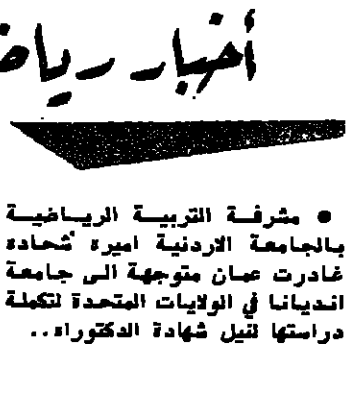 أخبار رياض
● مشرفة التربية الرياضية
بالجامعة الاردنية اميرة شحاده
غادرت عمان متوجهة الى جامعة
انديانا في الولايات المتحدة لتكملة
دراستها لنيل شهادة الدكتوراه..